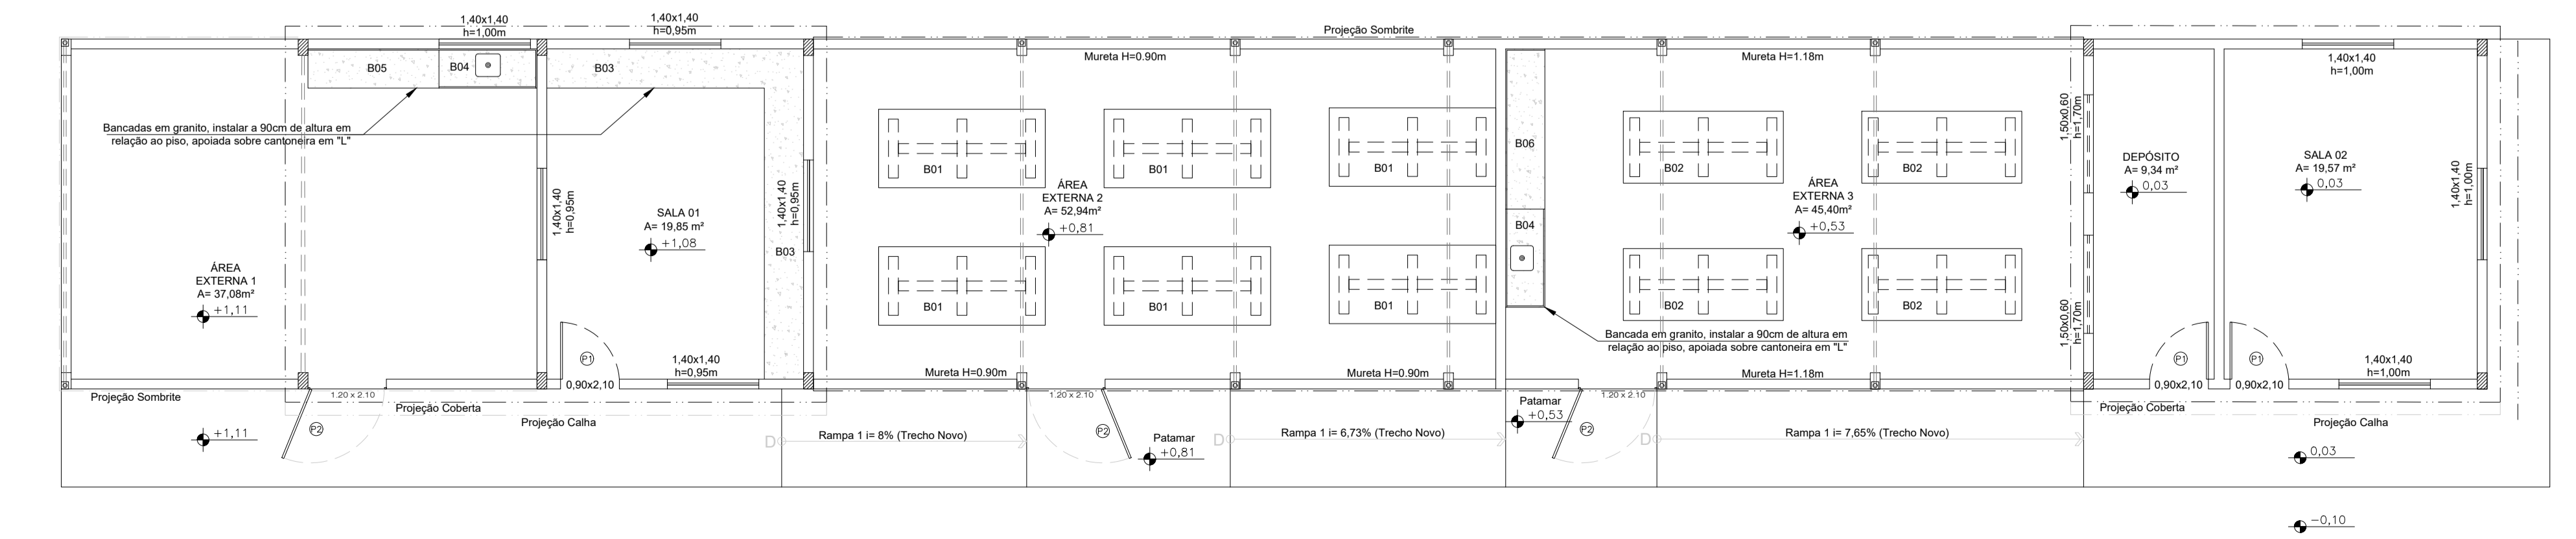 1,40x1,40
h=1,00m
1,40x1,40
h=0,95m
Projeção Sombrite
B05
B04
B03
Mureta H=0.90m
Mureta H=1.18m
1,40x1,40
h=1,00m
Bancadas em granito, instalar a 90cm de altura em
relação ao piso, apoiada sobre cantoneira em "L"
1,40x1,40
h=0,95m
SALA 01
A= 19,85 m²
+1,08
1,40x1,40
h=0,95m
B03
B01
B01
B01
ÁREA
EXTERNA 2
A= 52,94m²
+0,81
B01
B01
B01
B06
B04
B02
B02
ÁREA
EXTERNA 3
A= 45,40m²
+0,53
B02
B02
Bancada em granito, instalar a 90cm de altura em
relação ao piso, apoiada sobre cantoneira em "L"
1,50x0,60
h=1,70m
1,50x0,60
h=1,70m
DEPÓSITO
A= 9,34 m²
0,03
SALA 02
A= 19,57 m²
0,03
1,40x1,40
h=1,00m
ÁREA
EXTERNA 1
A= 37,08m²
+1,11
P1
0,90x2,10
1,40x1,40
h=0,95m
Mureta H=0.90m
Mureta H=0.90m
Mureta H=1.18m
P1
0,90x2,10
P1
0,90x2,10
1,40x1,40
h=1,00m
Projeção Sombrite
1.20 x 2.10
Projeção Coberta
Projeção Calha
1.20 x 2.10
Patamar
+0,53
1.20 x 2.10
Projeção Coberta
Projeção Calha
+1,11
P2
D
Rampa 1 i= 8% (Trecho Novo)
P2
Patamar
+0,81
D
Rampa 1 i= 6,73% (Trecho Novo)
P2
D
Rampa 1 i= 7,65% (Trecho Novo)
0,03
-0,10